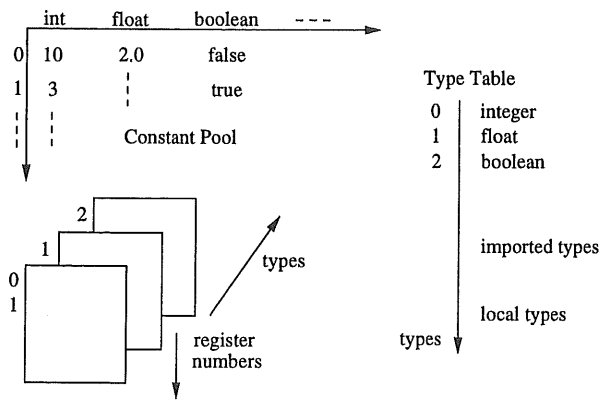 int float boolean
0 10 2.0 false
1 3 true
Constant Pool
Type Table
0 integer
1 float
2 boolean
imported types
local types
types
2
1
0
1
types
register
numbers